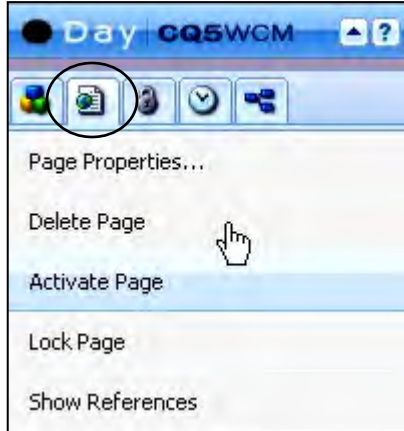 Day CQ5WCM ?
Page Properties...
Delete Page
Activate Page
Lock Page
Show References